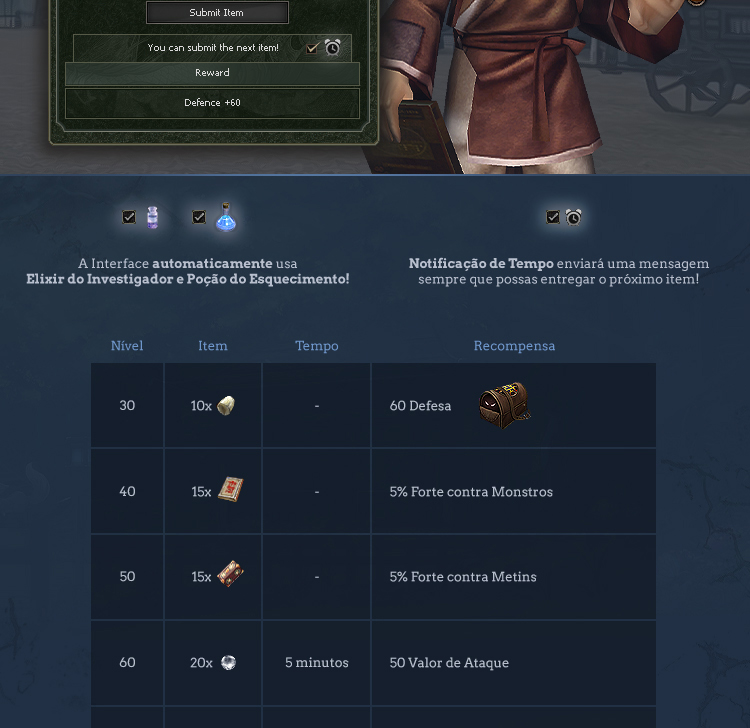 Submit Item
You can submit the next item!
Reward
Defence +60
A Interface automaticamente usa
Elixir do Investigador e Poção do Esquecimento!
Notificação de Tempo enviará uma mensagem
sempre que possas entregar o próximo item!
Nível Item Tempo Recompensa
30 10x - 60 Defesa
40 15x - 5% Forte contra Monstros
50 15x - 5% Forte contra Metins
60 20x 5 minutos 50 Valor de Ataque